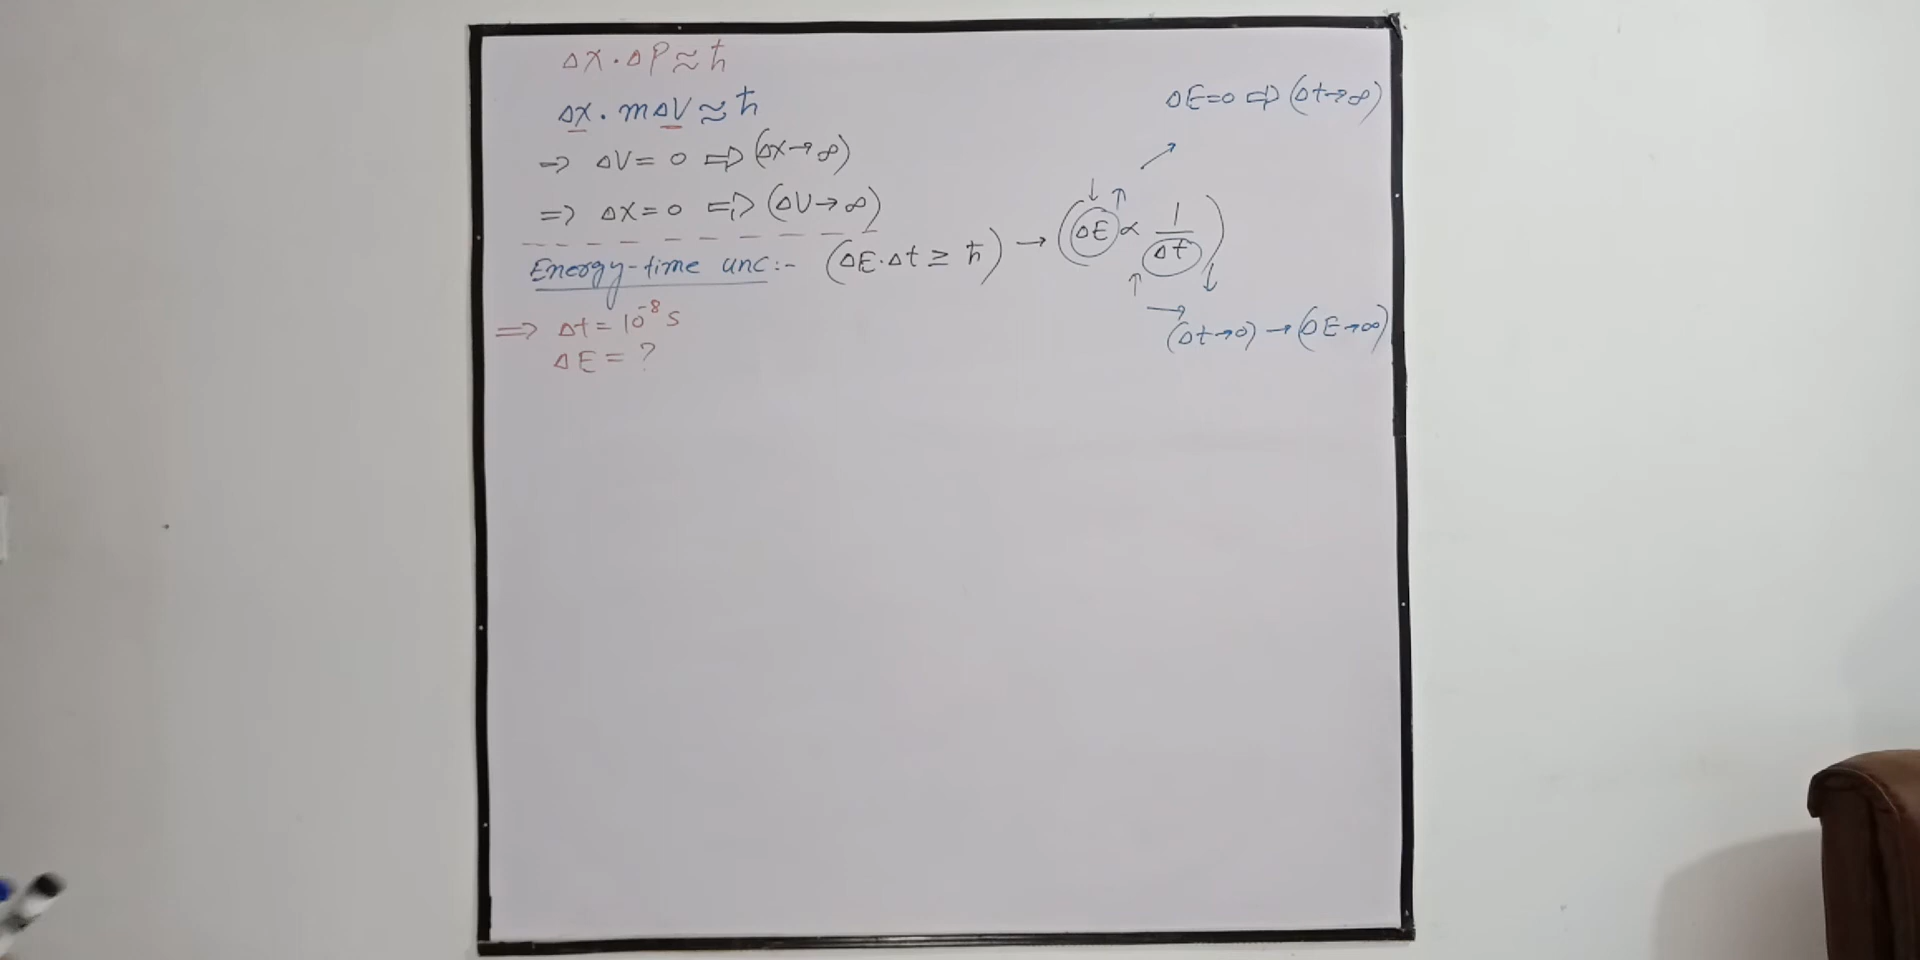 Δx · ΔP ≈ ħ
Δx · mΔV ≈ ħ
⇒ ΔV = 0 ⇨ (Δx → ∞)
⇒ Δx = 0 ⇨ (ΔV → ∞)
Energy-time unc :- (ΔE·Δt ≥ ħ) → (ΔE ∝ 1/Δt)
ΔE = 0 ⇨ (Δt → ∞)
(Δt → 0) → (ΔE → ∞)
⇒ Δt = 10⁻⁸ s
ΔE = ?